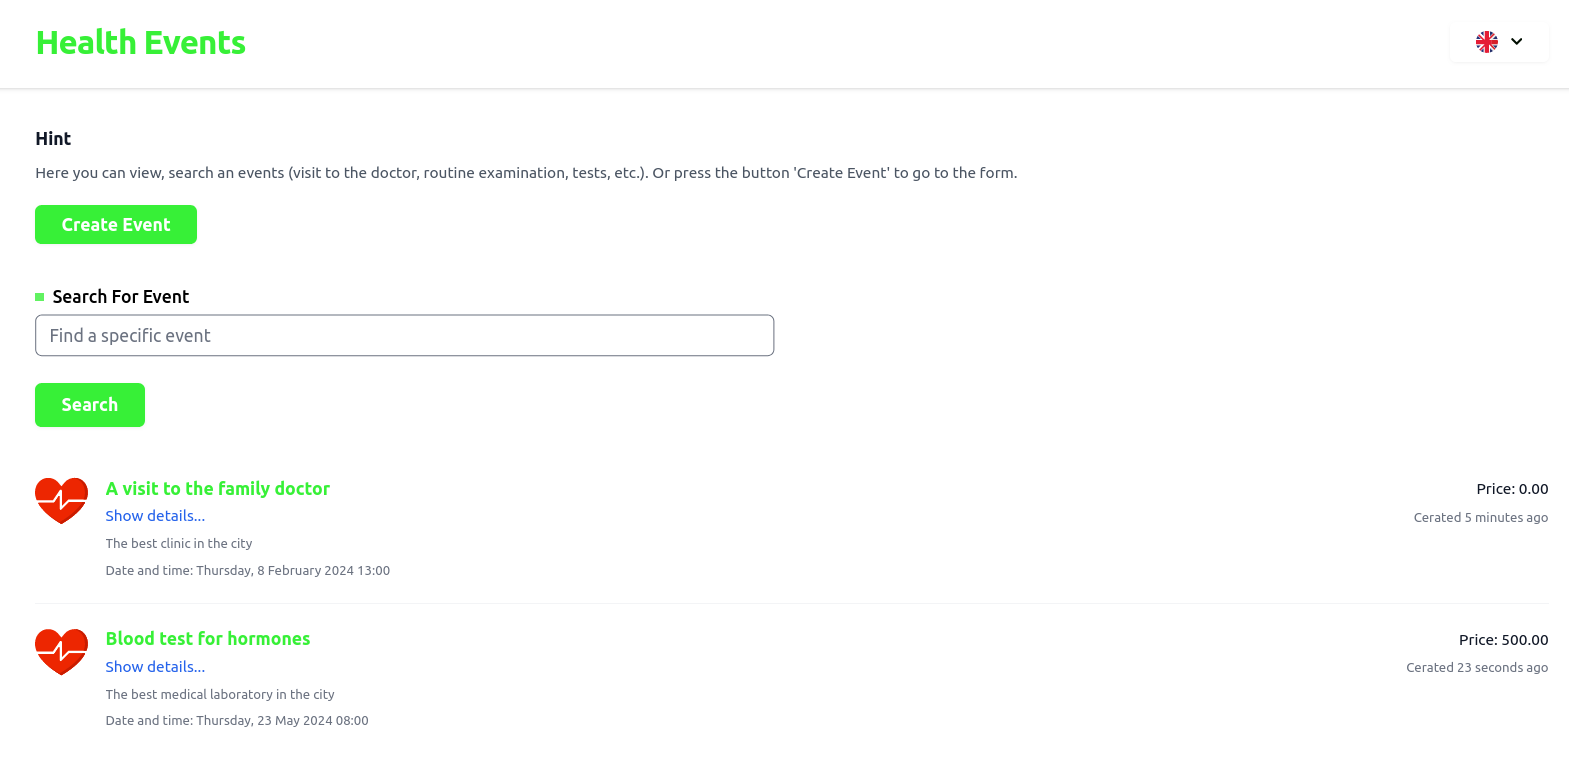 Health Events
Hint
Here you can view, search an events (visit to the doctor, routine examination, tests, etc.). Or press the button 'Create Event' to go to the form.
Create Event
Search For Event
Find a specific event
Search
A visit to the family doctor
Price: 0.00
Show details...
Cerated 5 minutes ago
The best clinic in the city
Date and time: Thursday, 8 February 2024 13:00
Blood test for hormones
Price: 500.00
Show details...
Cerated 23 seconds ago
The best medical laboratory in the city
Date and time: Thursday, 23 May 2024 08:00